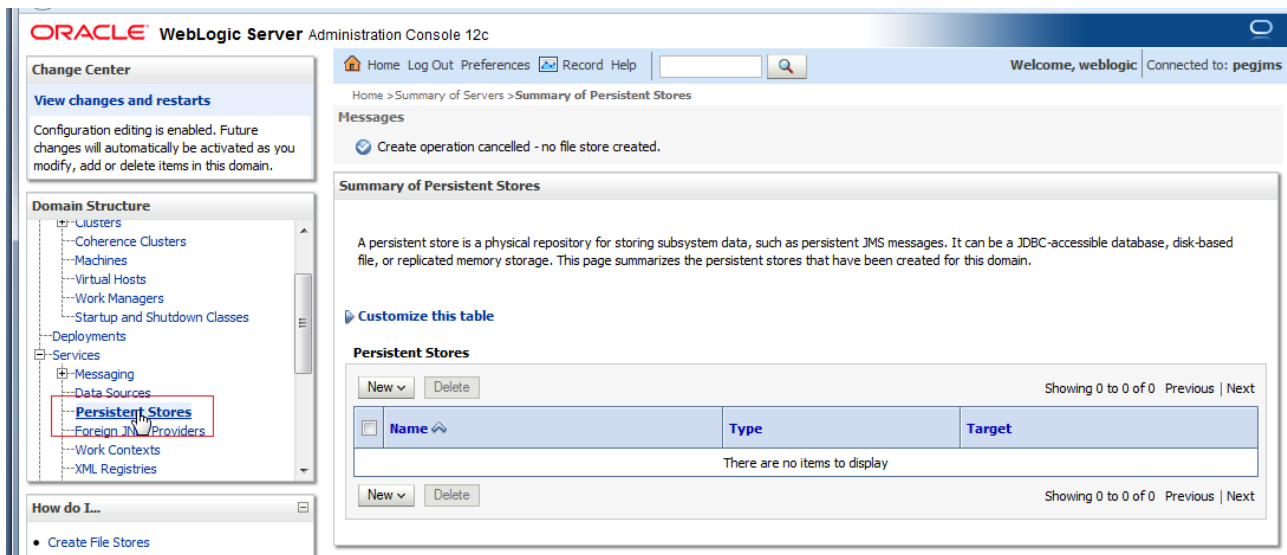 ORACLE WebLogic Server Administration Console 12c
Change Center
View changes and restarts
Configuration editing is enabled. Future
changes will automatically be activated as you
modify, add or delete items in this domain.
Domain Structure
Clusters
Coherence Clusters
Machines
Virtual Hosts
Work Managers
Startup and Shutdown Classes
Deployments
Services
Messaging
Data Sources
Persistent Stores
Foreign Providers
Work Contexts
XML Registries
How do I...
Create File Stores
Home Log Out Preferences Record Help
Welcome, weblogic Connected to: pegjms
Home >Summary of Servers >Summary of Persistent Stores
Messages
Create operation cancelled - no file store created.
Summary of Persistent Stores
A persistent store is a physical repository for storing subsystem data, such as persistent JMS messages. It can be a JDBC-accessible database, disk-based
file, or replicated memory storage. This page summarizes the persistent stores that have been created for this domain.
Customize this table
Persistent Stores
New Delete Showing 0 to 0 of 0 Previous | Next
Name Type Target
There are no items to display
New Delete Showing 0 to 0 of 0 Previous | Next